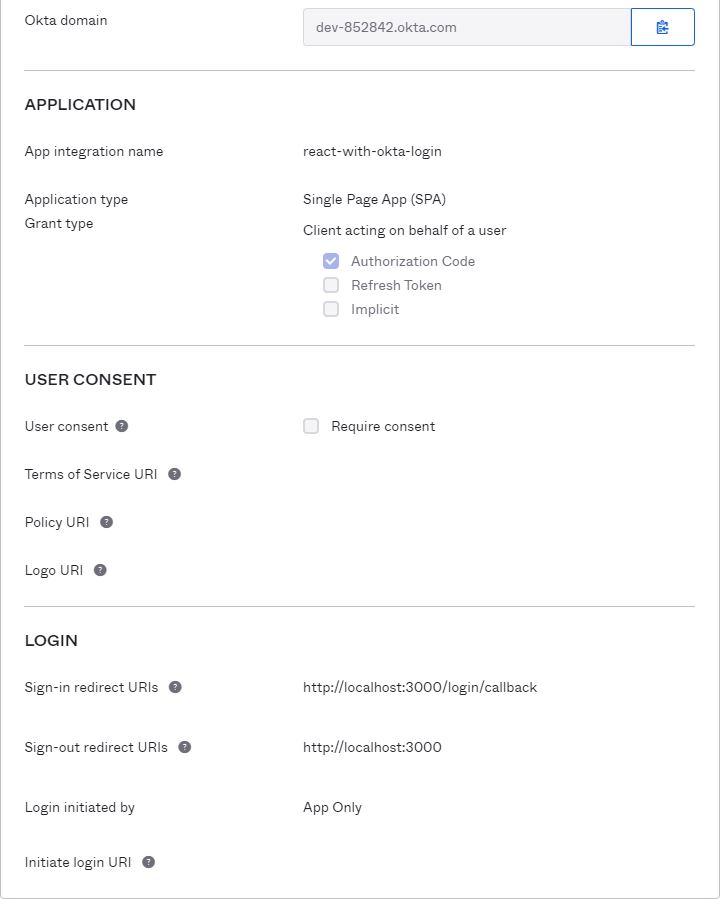 Okta domain
dev-852842.okta.com
APPLICATION
App integration name
react-with-okta-login
Application type
Single Page App (SPA)
Grant type
Client acting on behalf of a user
Authorization Code
Refresh Token
Implicit
USER CONSENT
User consent ?
Require consent
Terms of Service URI ?
Policy URI ?
Logo URI ?
LOGIN
Sign-in redirect URIs ?
http://localhost:3000/login/callback
Sign-out redirect URIs ?
http://localhost:3000
Login initiated by
App Only
Initiate login URI ?